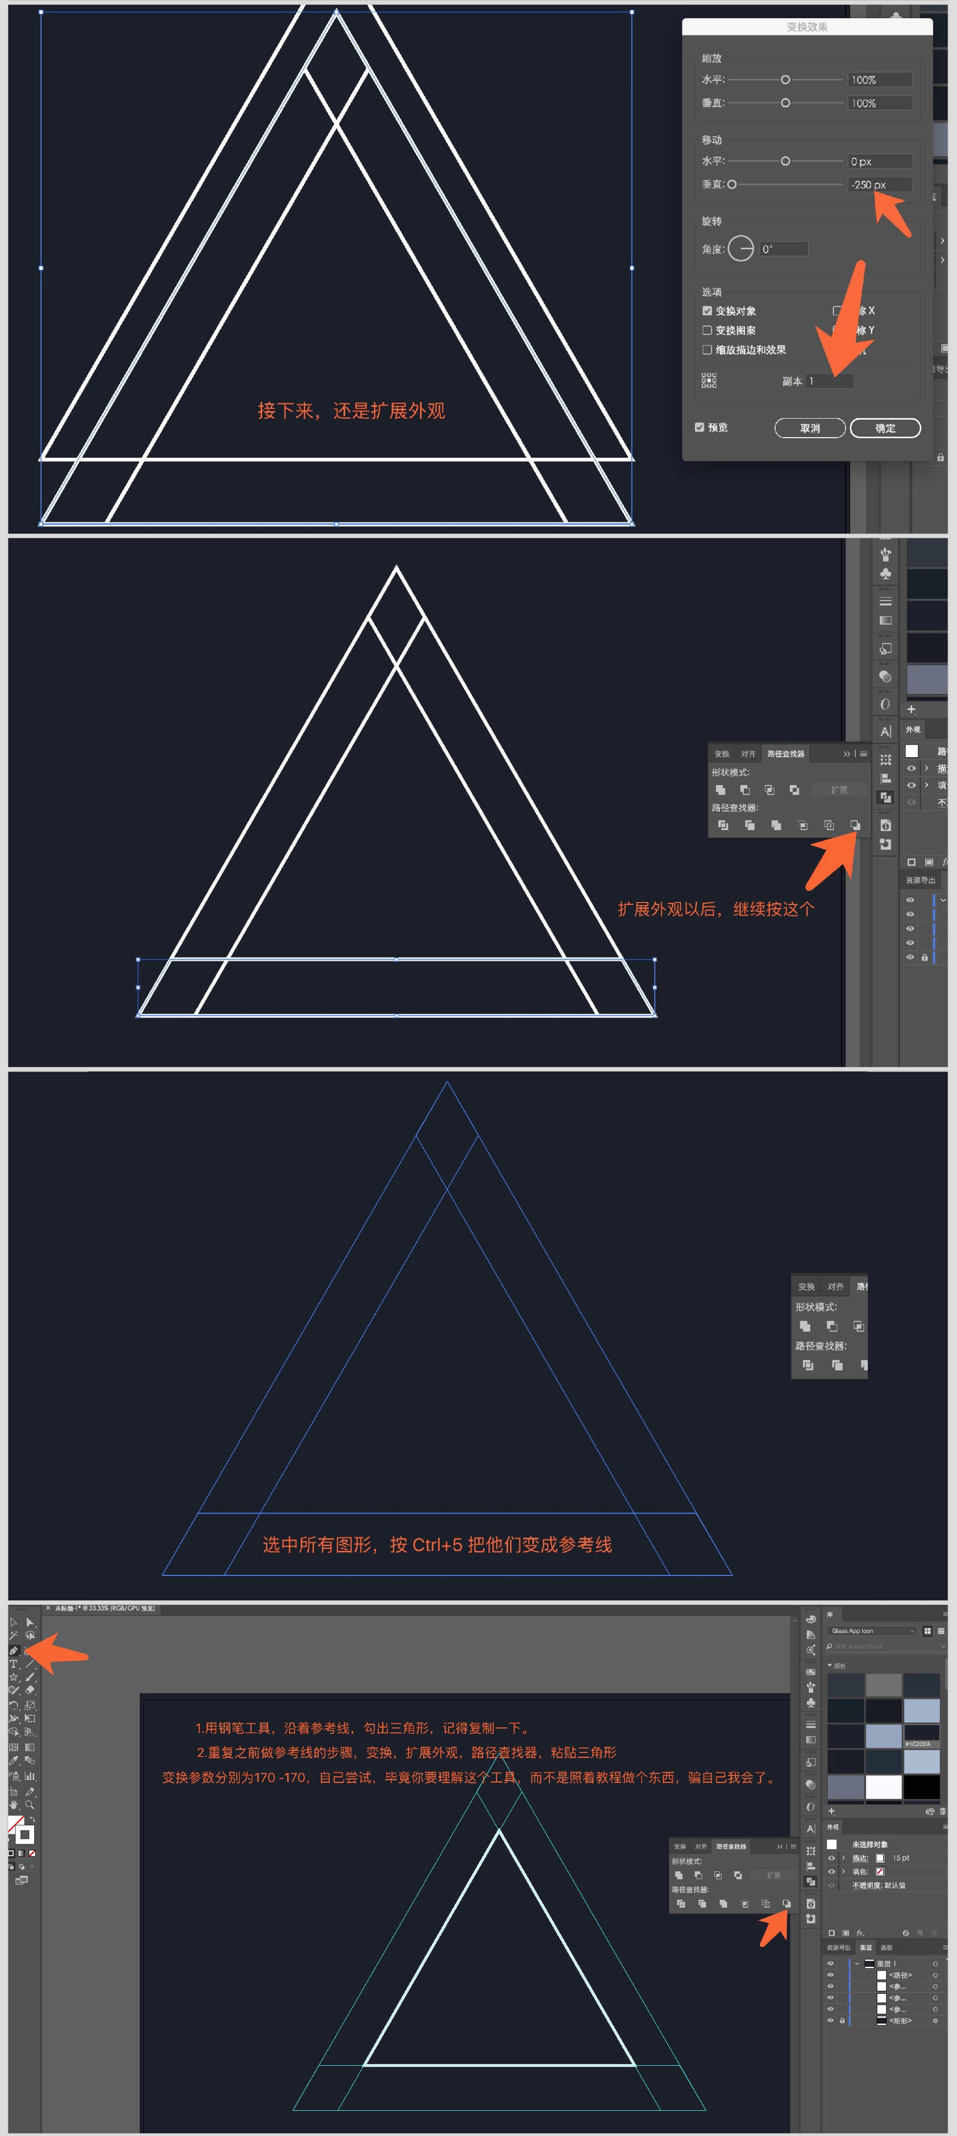 变换效果
缩放
水平: 100%
垂直: 100%
移动
水平: 0 px
垂直: -250 px
旋转
角度: 0°
选项
变换对象 称 X
变换图案 称 Y
缩放描边和效果
副本 1
预览 取消 确定
接下来，还是扩展外观
变换 对齐 路径查找器
形状模式:
扩展
路径查找器:
外观
资源导出
扩展外观以后，继续按这个
变换 对齐
形状模式:
路径查找器:
选中所有图形，按 Ctrl+5 把他们变成参考线
未标题-1* @ 33.33% (RGB/GPU 预览)
库
Glass App Icon
颜色
#1C202A
1.用钢笔工具，沿着参考线，勾出三角形，记得复制一下。
2.重复之前做参考线的步骤，变换，扩展外观，路径查找器，粘贴三角形
变换参数分别为170 -170，自己尝试，毕竟你要理解这个工具，而不是照着教程做个东西，骗自己我会了。
外观
未选择对象
描边: 15 pt
填色:
不透明度: 默认值
变换 对齐 路径查找器
形状模式:
扩展
路径查找器:
资源导出 图层 画板
图层 1
<路径>
<参...
<参...
<参...
<矩形>